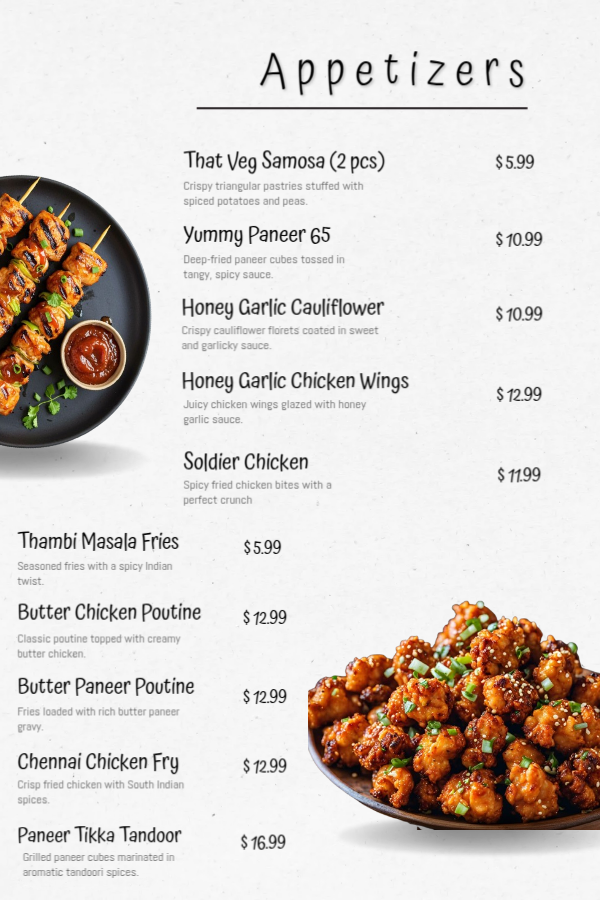 Appetizers
That Veg Samosa (2 pcs) $5.99
Crispy triangular pastries stuffed with
spiced potatoes and peas.
Yummy Paneer 65 $10.99
Deep-fried paneer cubes tossed in
tangy, spicy sauce.
Honey Garlic Cauliflower $10.99
Crispy cauliflower florets coated in sweet
and garlicky sauce.
Honey Garlic Chicken Wings $12.99
Juicy chicken wings glazed with honey
garlic sauce.
Soldier Chicken $11.99
Spicy fried chicken bites with a
perfect crunch
Thambi Masala Fries $5.99
Seasoned fries with a spicy Indian
twist.
Butter Chicken Poutine $12.99
Classic poutine topped with creamy
butter chicken.
Butter Paneer Poutine $12.99
Fries loaded with rich butter paneer
gravy.
Chennai Chicken Fry $12.99
Crisp fried chicken with South Indian
spices.
Paneer Tikka Tandoor $16.99
Grilled paneer cubes marinated in
aromatic tandoori spices.